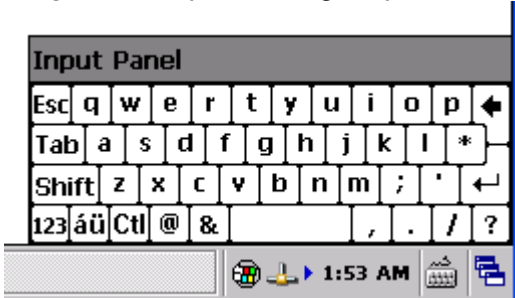 Input Panel
Esc q w e r t y u i o p
Tab a s d f g h j k l *
Shift z x c v b n m ; '
123 áü Ctl @ & , . / ?
1:53 AM